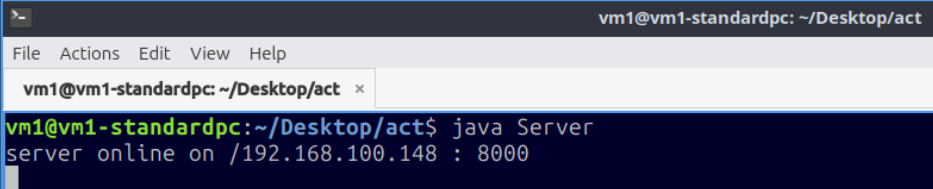 vm1@vm1-standardpc: ~/Desktop/act
File Actions Edit View Help
vm1@vm1-standardpc: ~/Desktop/act ×
vm1@vm1-standardpc:~/Desktop/act$ java Server
server online on /192.168.100.148 : 8000